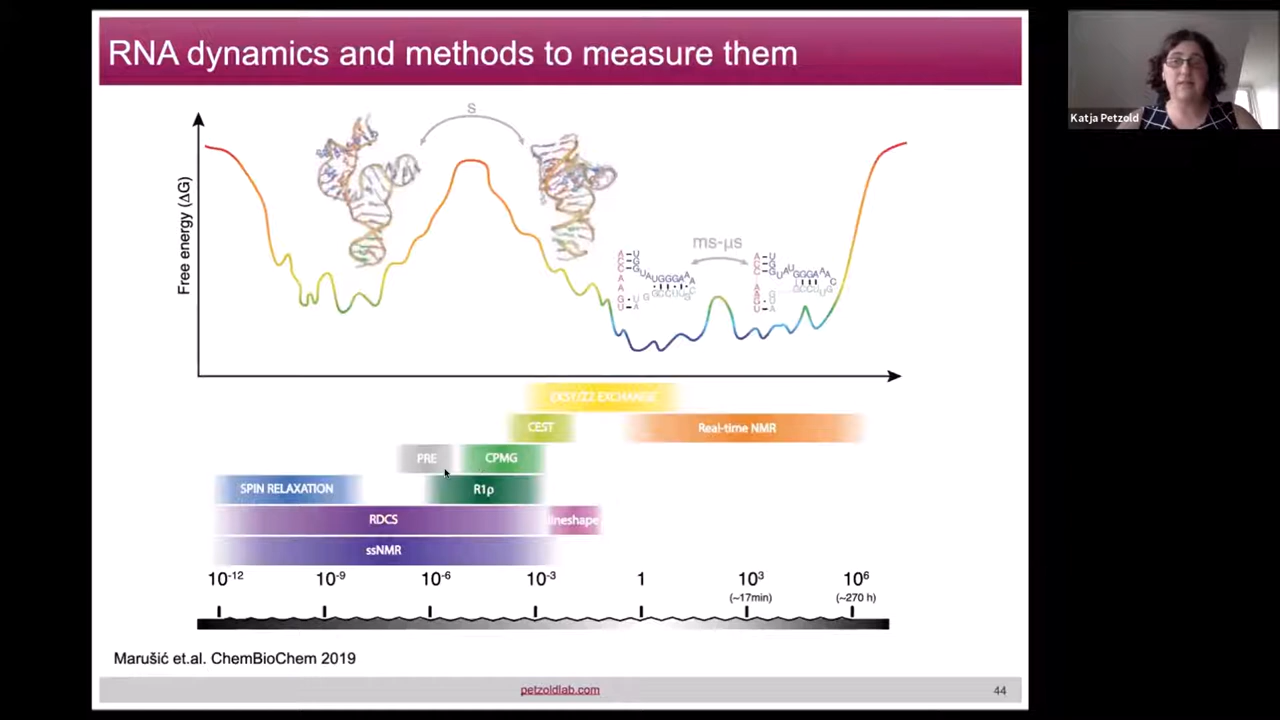 RNA dynamics and methods to measure them
Katja Petzold
s
Free energy (ΔG)
ms-μs
EXSY/ZZ EXCHANGE
CEST
Real-time NMR
PRE
CPMG
SPIN RELAXATION
R1ρ
RDCS
lineshape
ssNMR
10-12 10-9 10-6 10-3 1 103 106
(~17min) (~270 h)
Marušić et.al. ChemBioChem 2019
petzoldlab.com
44